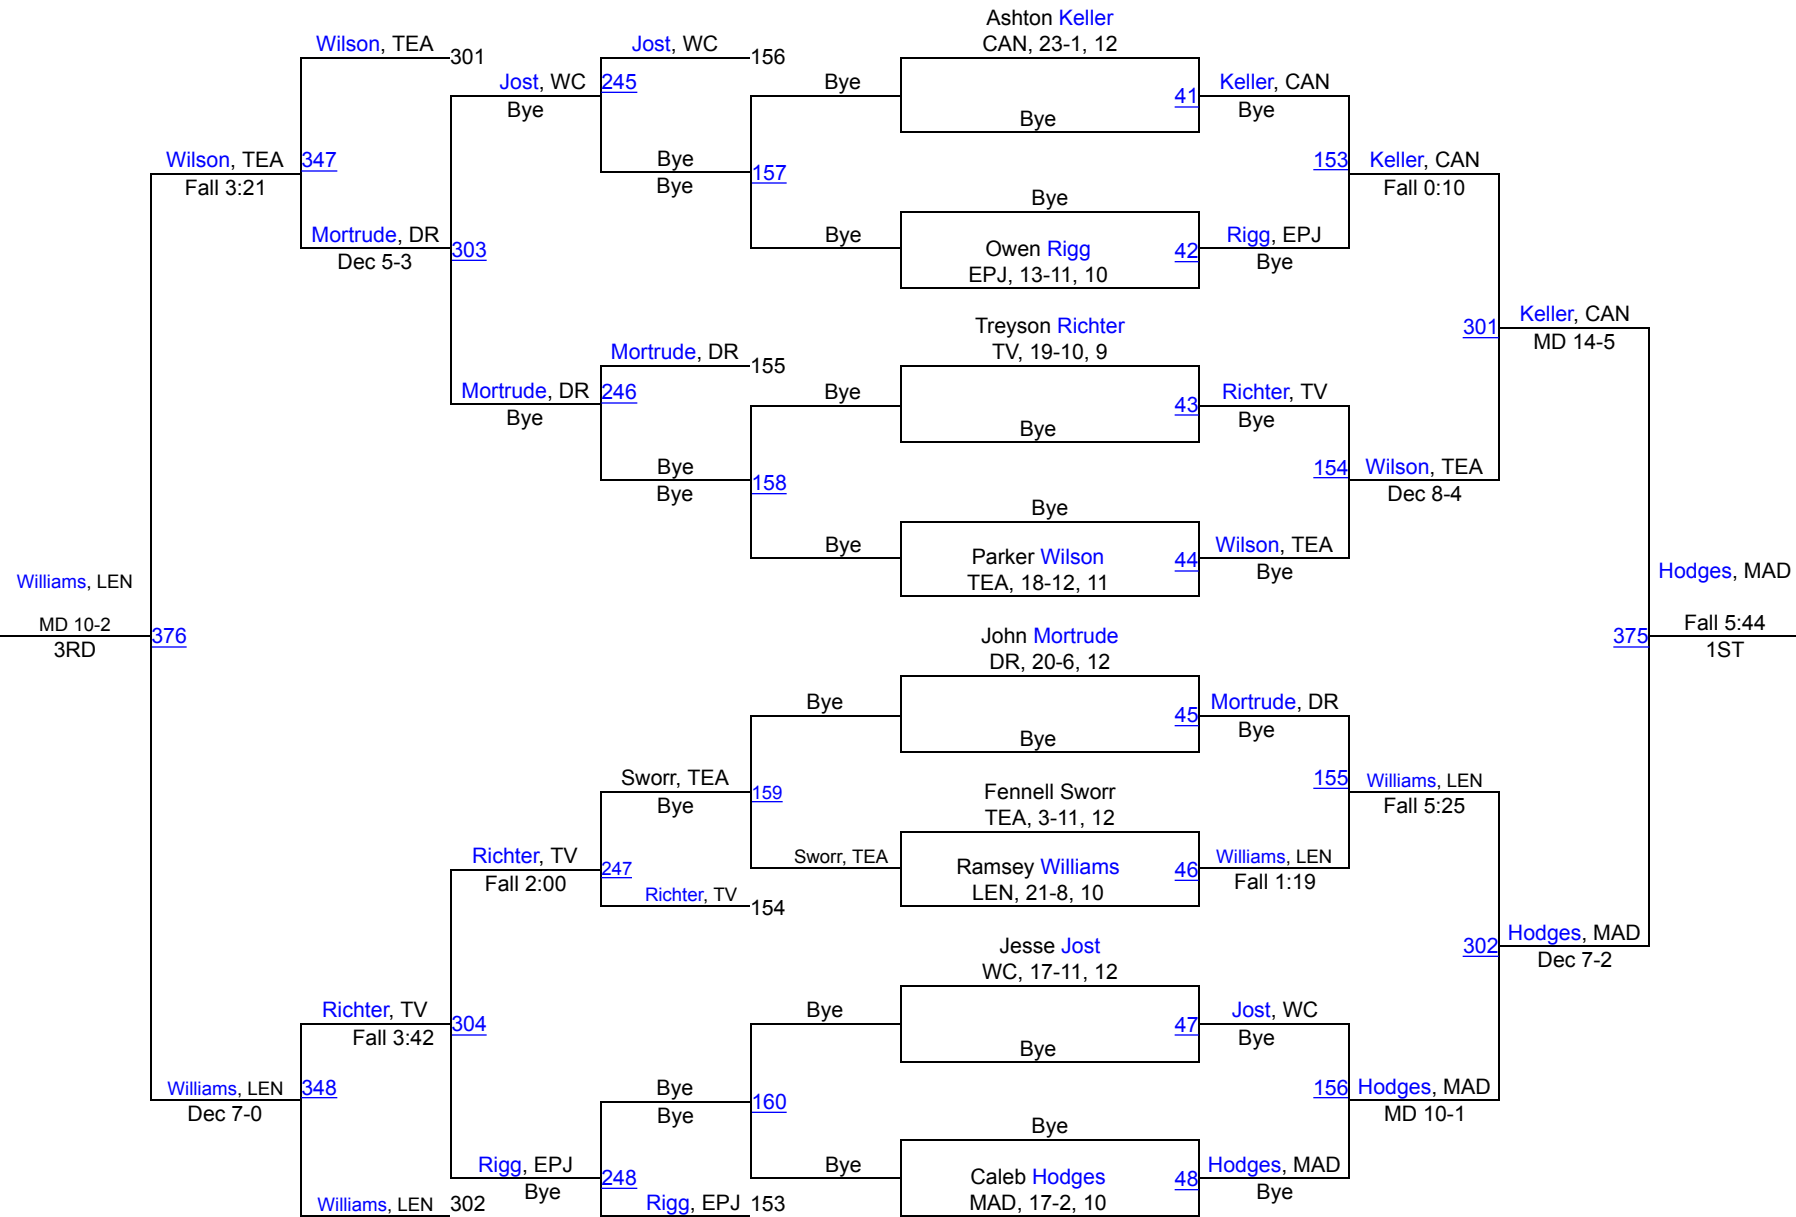 Ashton Keller
CAN, 23-1, 12
Wilson, TEA
301
Jost, WC
156
Jost, WC
245
Bye
Bye
41
Keller, CAN
Bye
Bye
Wilson, TEA
347
Fall 3:21
Bye
157
Bye
153
Keller, CAN
Fall 0:10
Bye
Mortrude, DR
303
Dec 5-3
Bye
Owen Rigg
EPJ, 13-11, 10
42
Rigg, EPJ
Bye
Treyson Richter
TV, 19-10, 9
301
Keller, CAN
MD 14-5
Mortrude, DR
155
Mortrude, DR
246
Bye
Bye
43
Richter, TV
Bye
Bye
Bye
158
Bye
154
Wilson, TEA
Dec 8-4
Bye
Bye
Parker Wilson
TEA, 18-12, 11
44
Wilson, TEA
Bye
Williams, LEN
MD 10-2
376
3RD
Hodges, MAD
Fall 5:44
375
1ST
John Mortrude
DR, 20-6, 12
Bye
45
Mortrude, DR
Bye
Bye
Sworr, TEA
159
Bye
Fennell Sworr
TEA, 3-11, 12
155
Williams, LEN
Fall 5:25
Richter, TV
247
Fall 2:00
Sworr, TEA
Ramsey Williams
LEN, 21-8, 10
46
Williams, LEN
Fall 1:19
Richter, TV
154
Jesse Jost
WC, 17-11, 12
302
Hodges, MAD
Dec 7-2
Richter, TV
304
Fall 3:42
Bye
47
Jost, WC
Bye
Bye
Williams, LEN
348
Dec 7-0
Bye
160
Bye
156
Hodges, MAD
MD 10-1
Bye
Rigg, EPJ
248
Bye
Bye
Caleb Hodges
MAD, 17-2, 10
48
Hodges, MAD
Bye
Williams, LEN
302
Rigg, EPJ
153